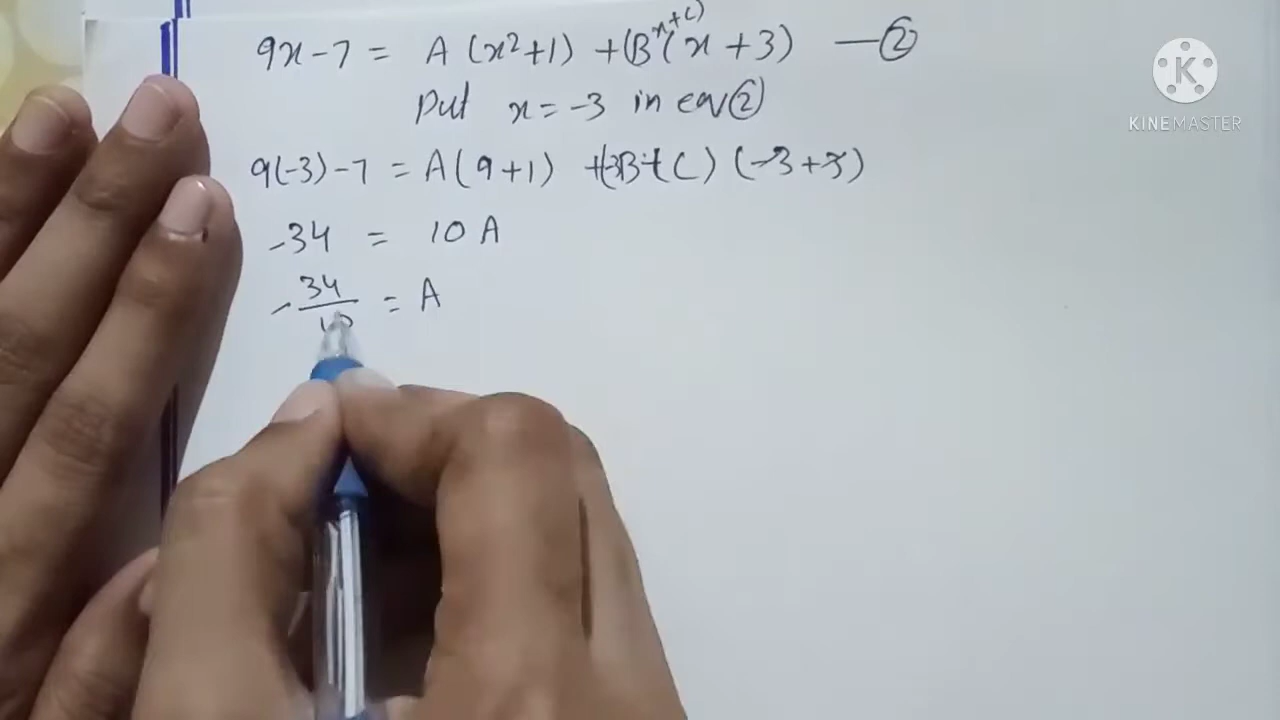 9x-7 = A (x²+1) + (Bx+C) (x+3) —②
Put x = -3 in eq ②
9(-3)-7 = A(9+1) + (-3B+C) (-3+3)
-34 = 10 A
-34/10 = A
KINEMASTER